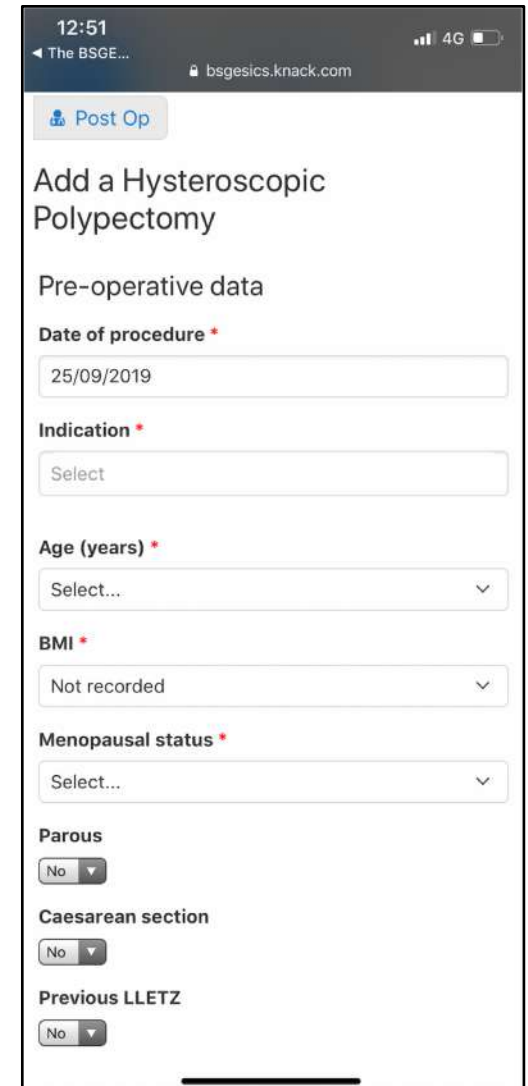 12:51
4G
The BSGE...
bsgesics.knack.com
Post Op
Add a Hysteroscopic
Polypectomy
Pre-operative data
Date of procedure *
25/09/2019
Indication *
Select
Age (years) *
Select...
BMI *
Not recorded
Menopausal status *
Select...
Parous
No
Caesarean section
No
Previous LLETZ
No